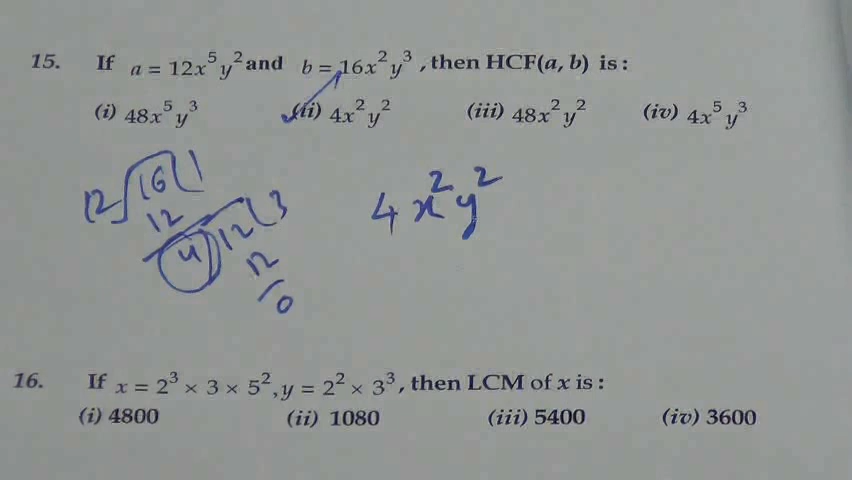 15. If a = 12x⁵y² and b = 16x²y³, then HCF(a, b) is :
(i) 48x⁵y³ (ii) 4x²y² (iii) 48x²y² (iv) 4x⁵y³
12 16 1
12
4 12 3
12
0
4x²y²
16. If x = 2³ × 3 × 5², y = 2² × 3³, then LCM of x is :
(i) 4800 (ii) 1080 (iii) 5400 (iv) 3600